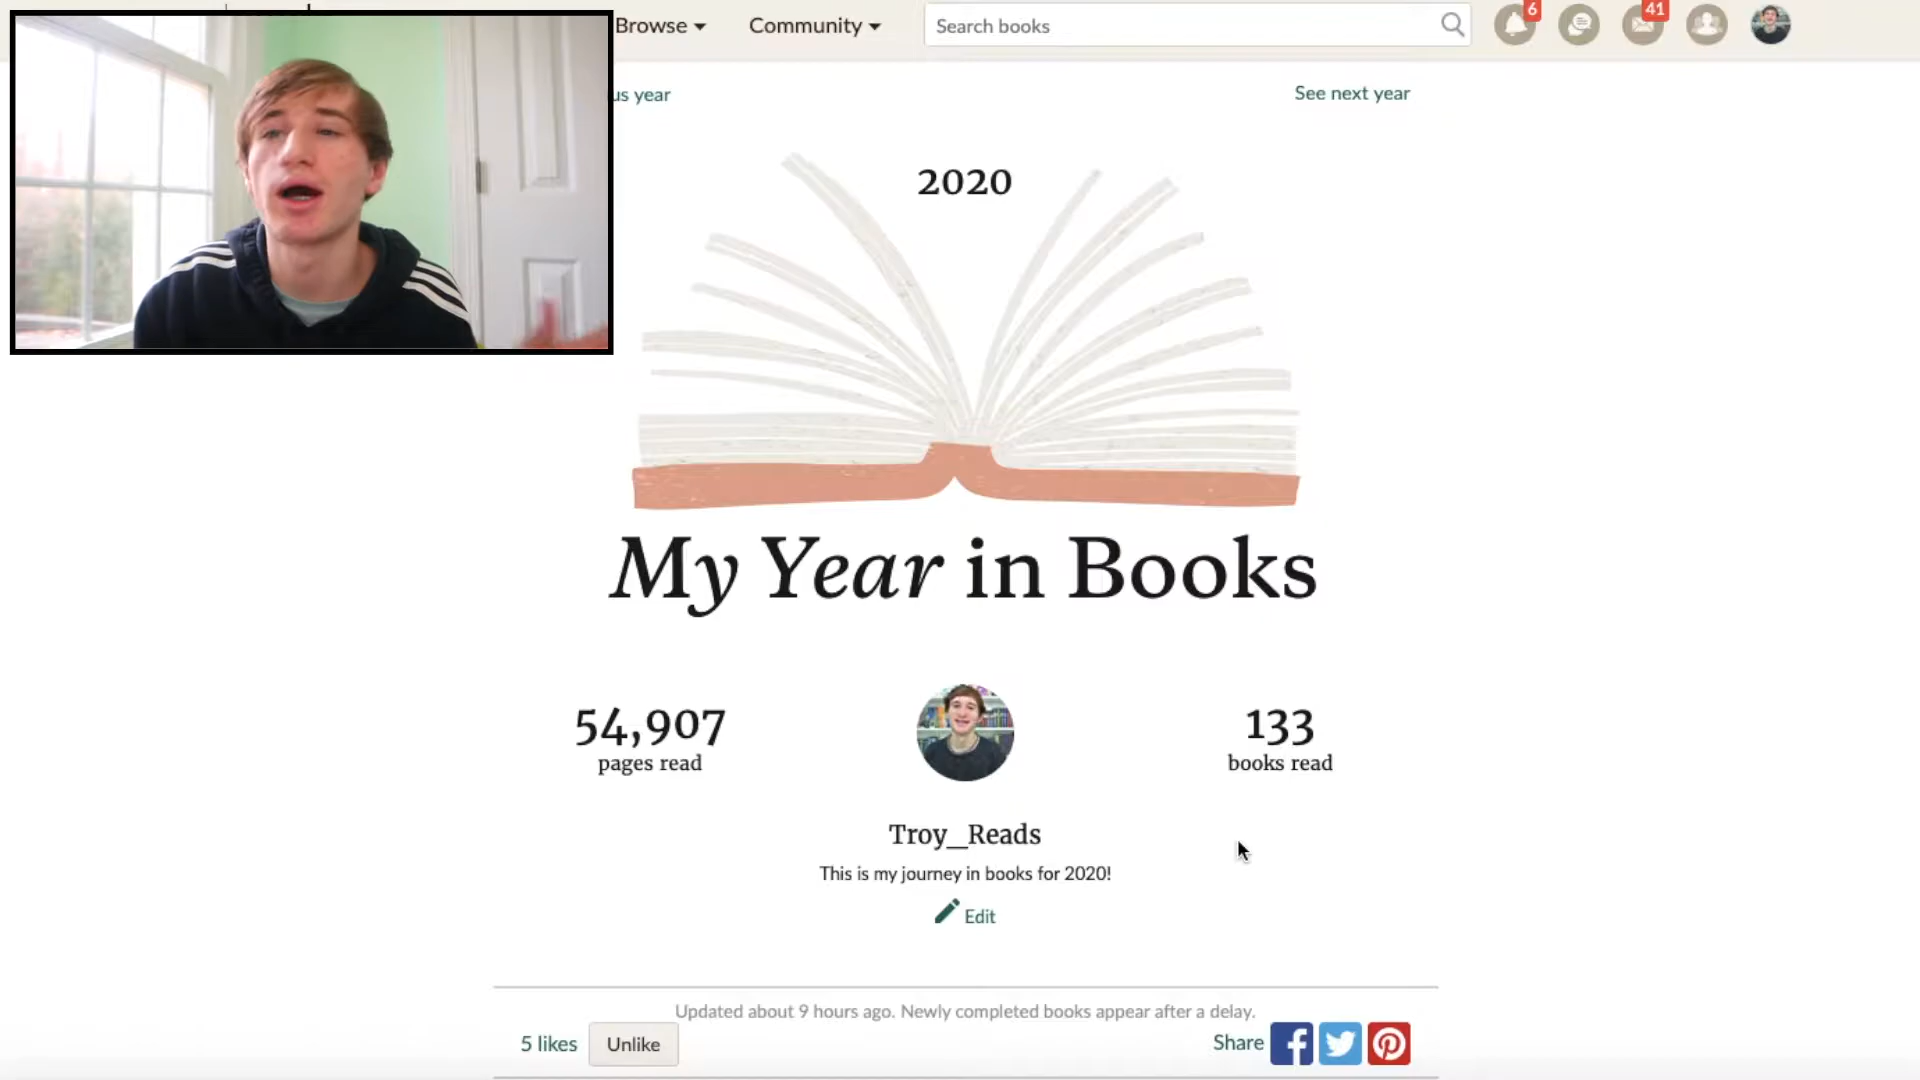 Browse
Community
Search books
6
41
us year
See next year
2020
My Year in Books
54,907
pages read
133
books read
Troy_Reads
This is my journey in books for 2020!
Edit
Updated about 9 hours ago. Newly completed books appear after a delay.
5 likes
Unlike
Share